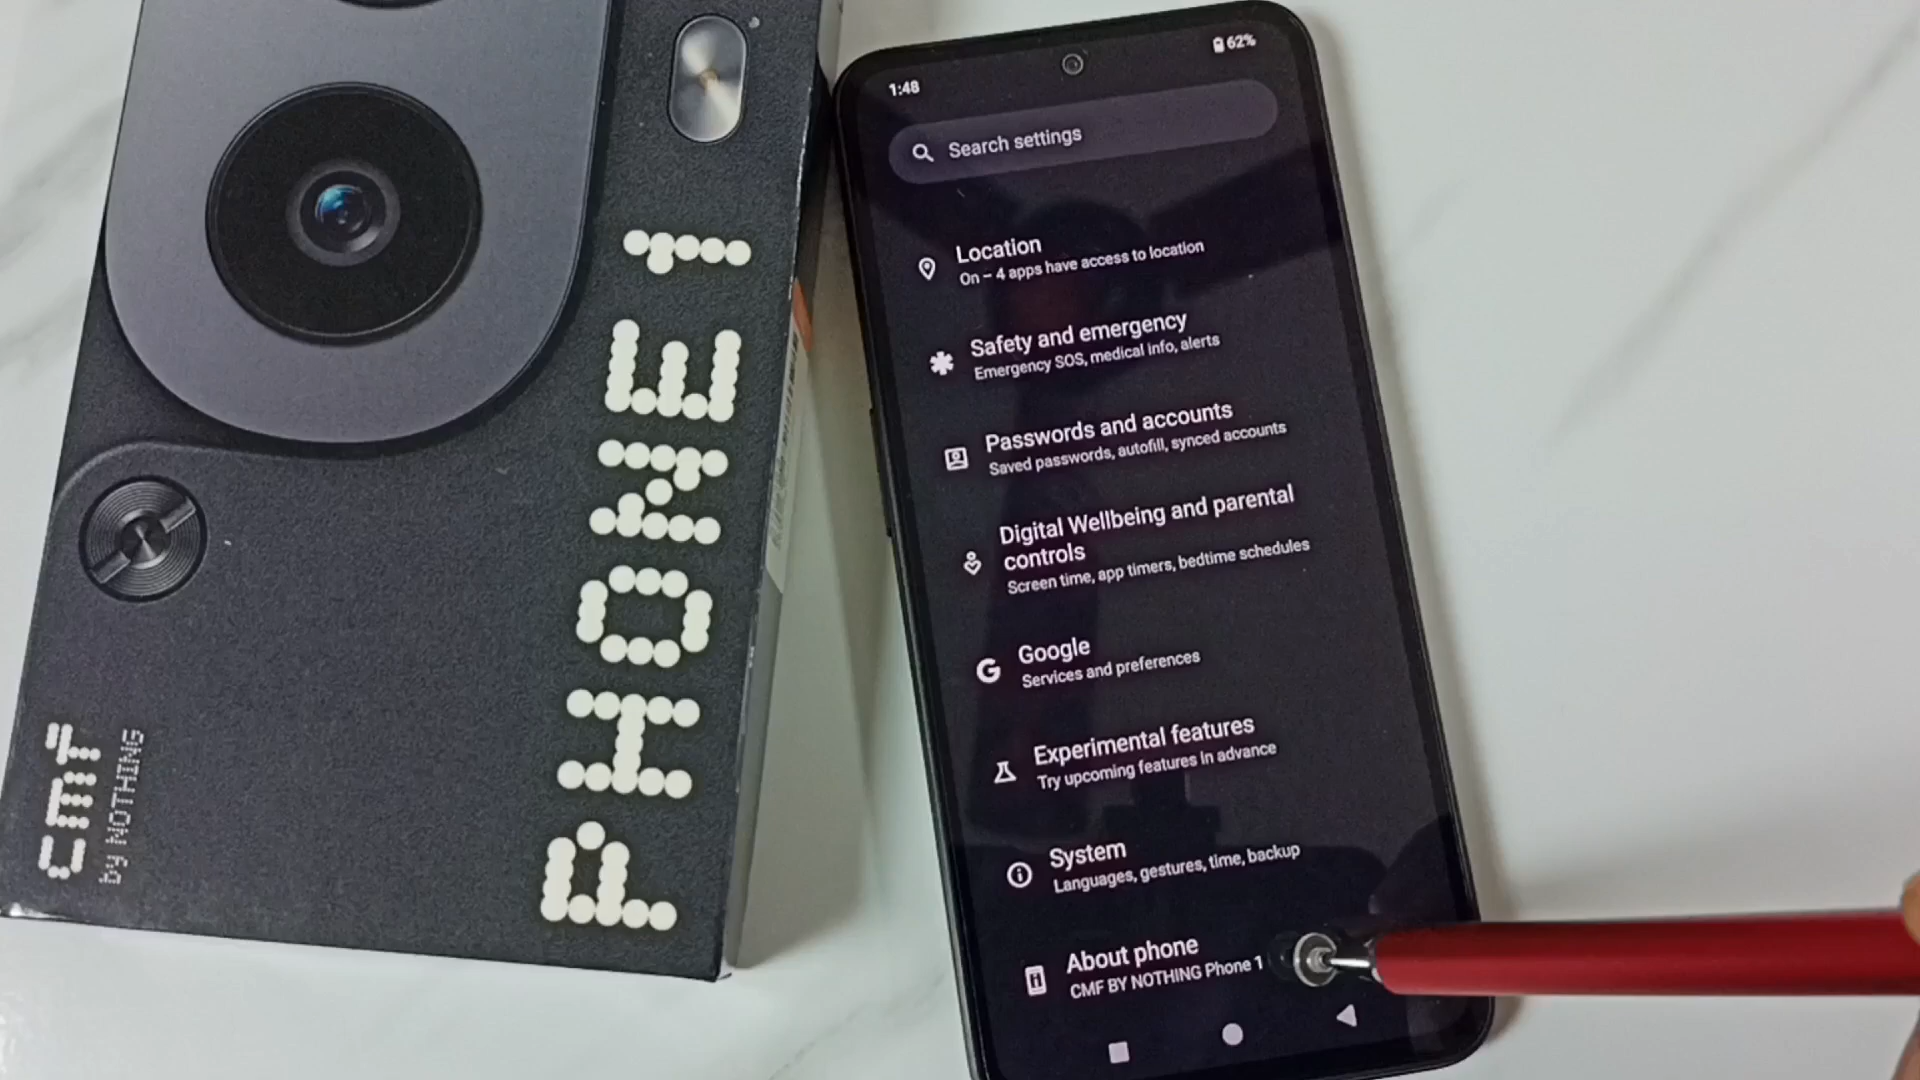 PHONE 1
cmf
by NOTHING
1:48
62%
Search settings
Location
On – 4 apps have access to location
Safety and emergency
Emergency SOS, medical info, alerts
Passwords and accounts
Saved passwords, autofill, synced accounts
Digital Wellbeing and parental
controls
Screen time, app timers, bedtime schedules
Google
Services and preferences
Experimental features
Try upcoming features in advance
System
Languages, gestures, time, backup
About phone
CMF BY NOTHING Phone 1